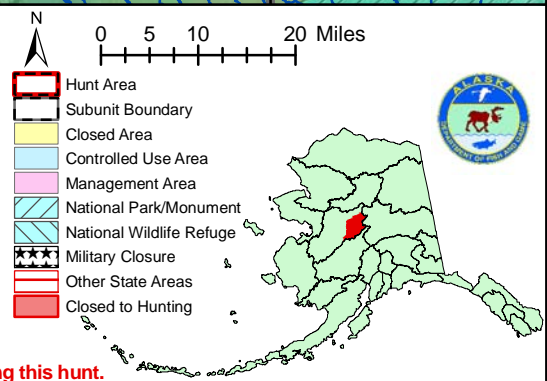 N
0 5 10 20 Miles
Hunt Area
Subunit Boundary
Closed Area
Controlled Use Area
Management Area
National Park/Monument
National Wildlife Refuge
Military Closure
Other State Areas
Closed to Hunting
ALASKA
DEPARTMENT OF FISH AND GAME
ng this hunt.